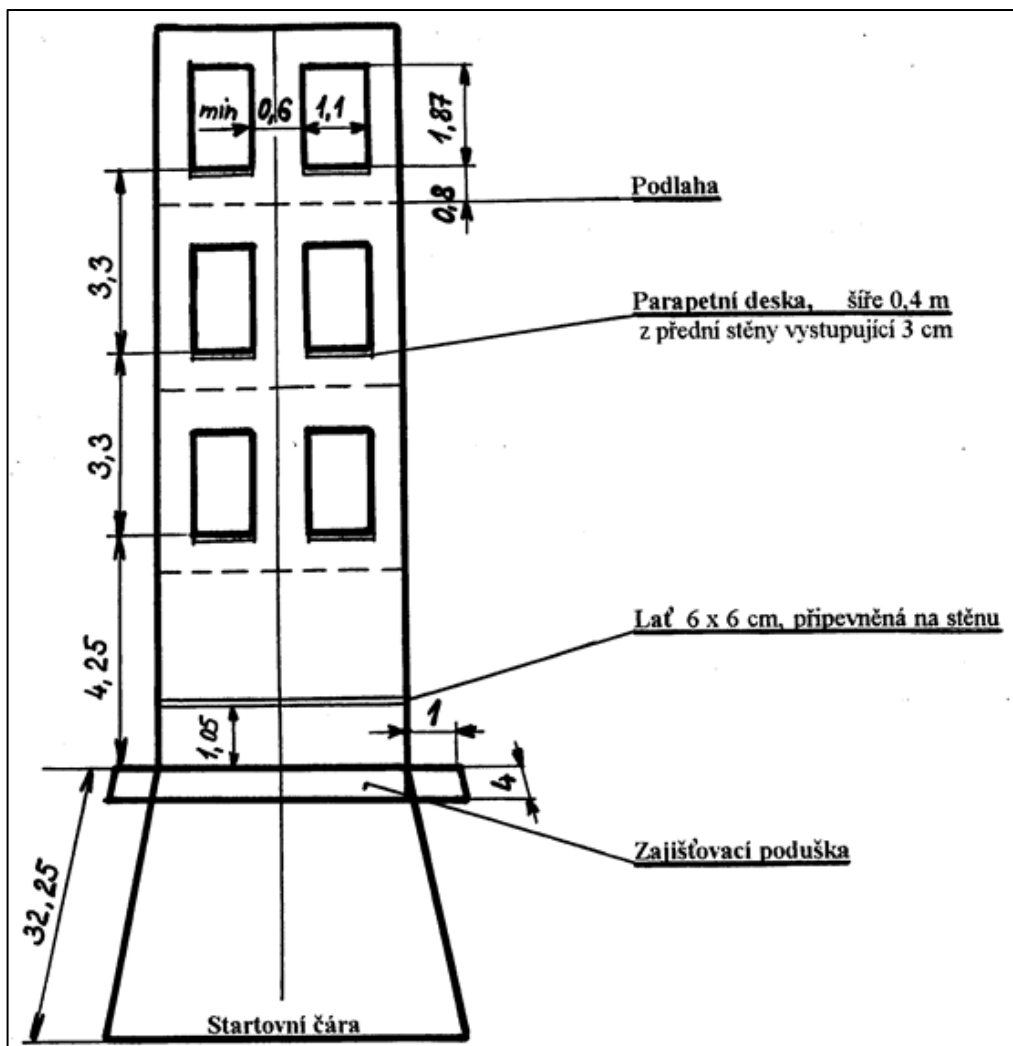 min 0,6 1,1
1,87
0,8
Podlaha
3,3
Parapetní deska, šíře 0,4 m
z přední stěny vystupující 3 cm
3,3
Lať 6 x 6 cm, připevněná na stěnu
4,25
1,05
1
4
Zajišťovací poduška
32,25
Startovní čára